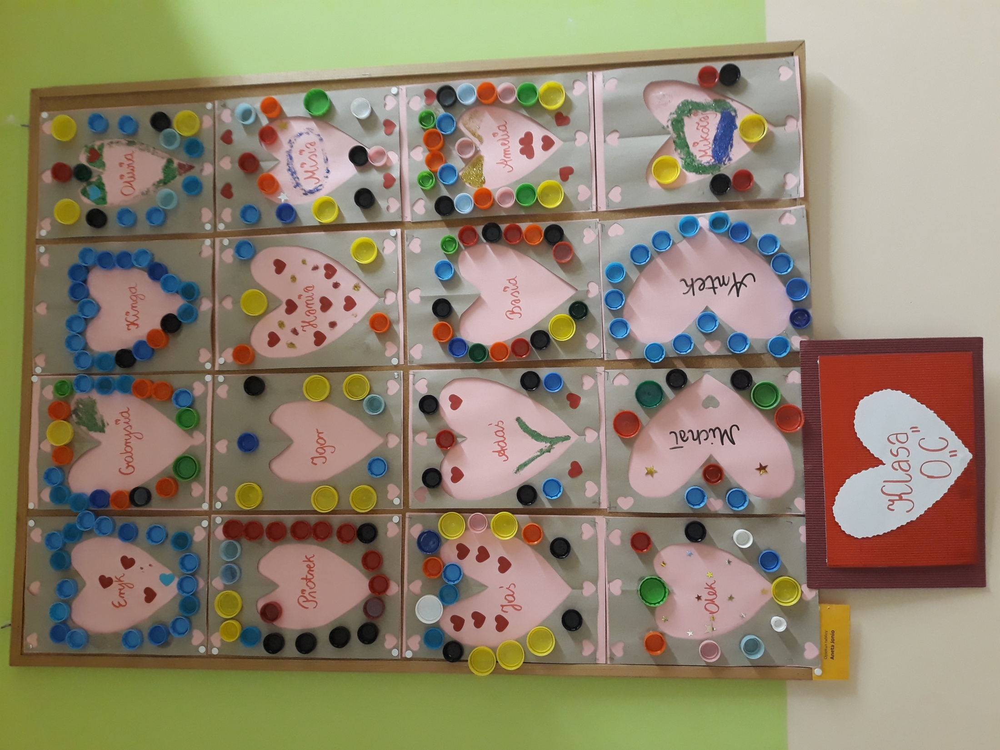 Eryk Gabrysia Kinga Oliwia
Piotrek Igor Hania Misia
Jaś Adaś Basia Amelia
Olek Michał Antek Mikołaj
Opiekun tablicy
Aneta Jonio
Klasa
0„C”